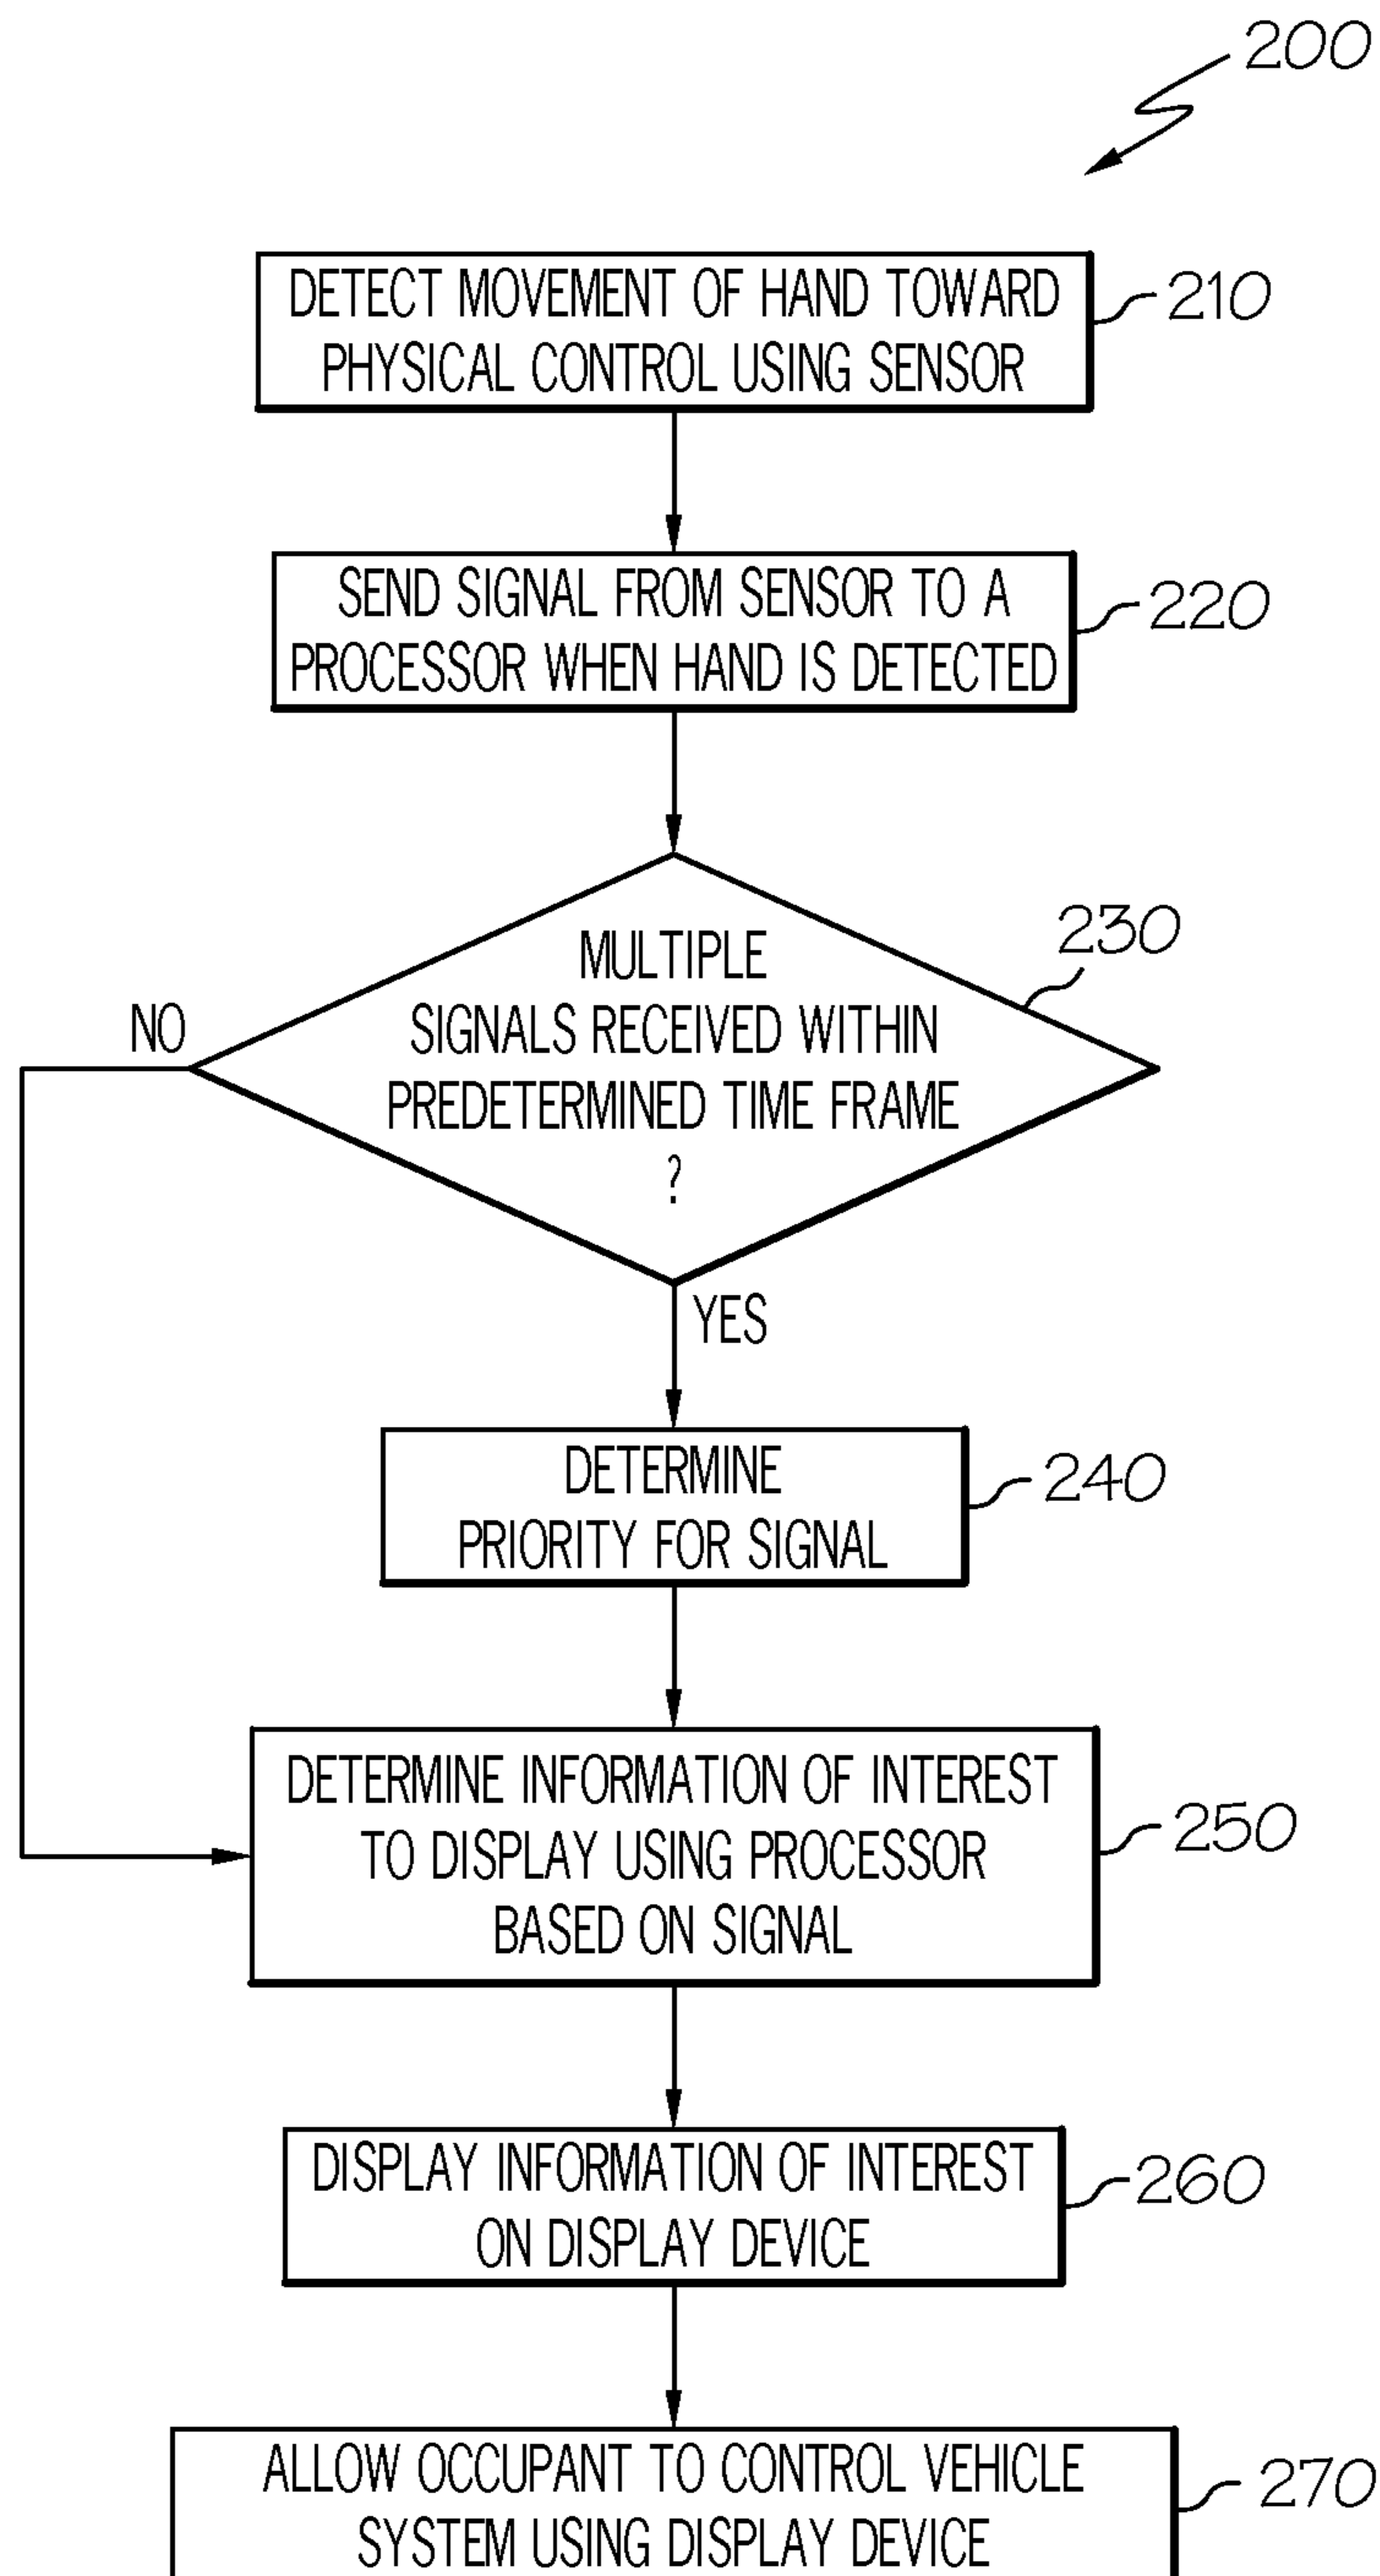 200
DETECT MOVEMENT OF HAND TOWARD
PHYSICAL CONTROL USING SENSOR
210
SEND SIGNAL FROM SENSOR TO A
PROCESSOR WHEN HAND IS DETECTED
220
230
MULTIPLE
SIGNALS RECEIVED WITHIN
PREDETERMINED TIME FRAME
?
NO
YES
DETERMINE
PRIORITY FOR SIGNAL
240
DETERMINE INFORMATION OF INTEREST
TO DISPLAY USING PROCESSOR
BASED ON SIGNAL
250
DISPLAY INFORMATION OF INTEREST
ON DISPLAY DEVICE
260
ALLOW OCCUPANT TO CONTROL VEHICLE
SYSTEM USING DISPLAY DEVICE
270